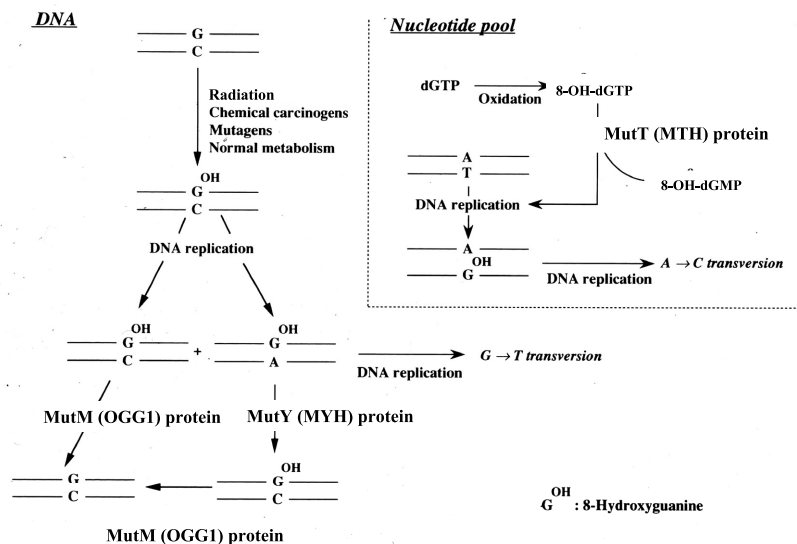 DNA
G
C
Radiation
Chemical carcinogens
Mutagens
Normal metabolism
OH
G
C
DNA replication
OH
G
C
+
OH
G
A
DNA replication
G → T transversion
MutM (OGG1) protein
MutY (MYH) protein
G
C
OH
G
C
MutM (OGG1) protein
Nucleotide pool
dGTP
Oxidation
8-OH-dGTP
MutT (MTH) protein
8-OH-dGMP
A
T
DNA replication
A
OH
G
DNA replication
A → C transversion
OH
G : 8-Hydroxyguanine